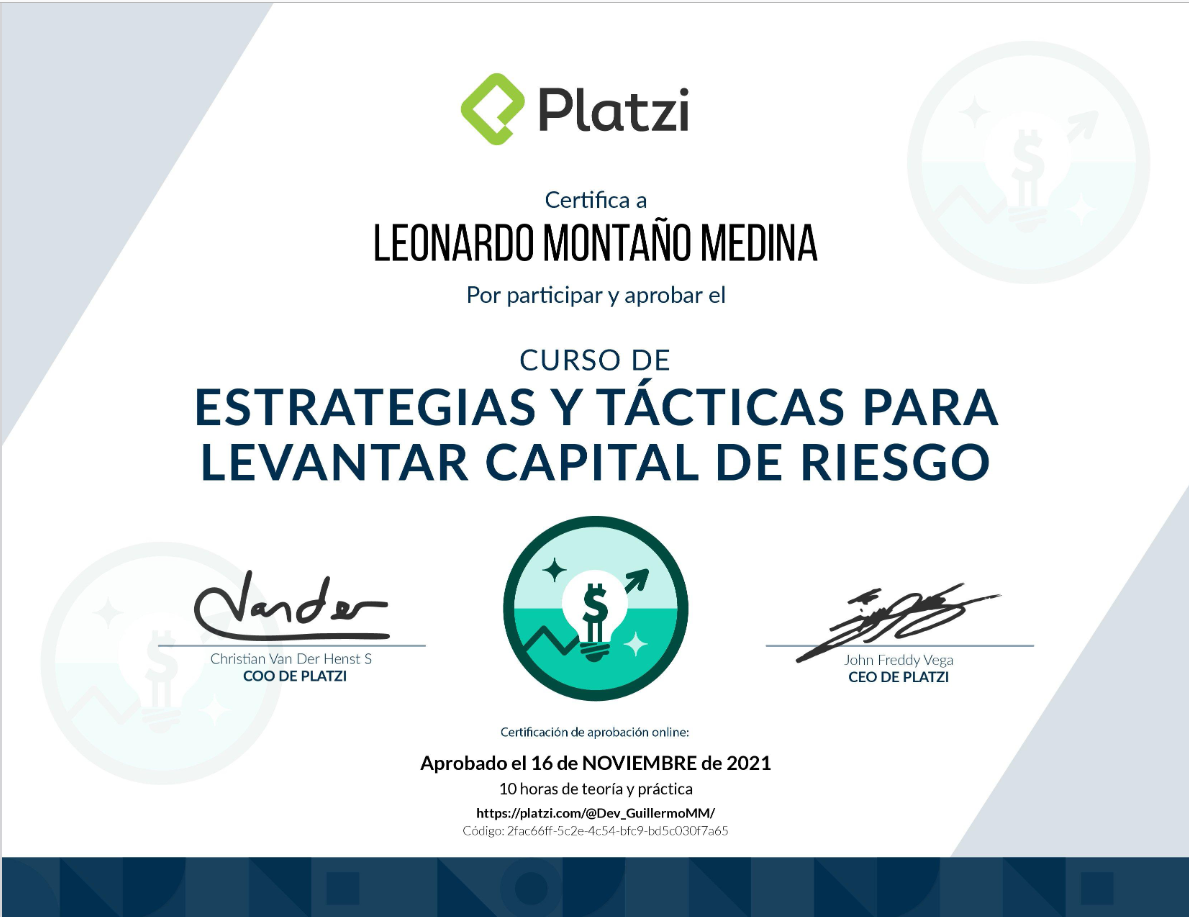 Platzi
Certifica a
LEONARDO MONTAÑO MEDINA
Por participar y aprobar el
CURSO DE
ESTRATEGIAS Y TÁCTICAS PARA
LEVANTAR CAPITAL DE RIESGO
Christian Van Der Henst S
COO DE PLATZI
John Freddy Vega
CEO DE PLATZI
Certificación de aprobación online:
Aprobado el 16 de NOVIEMBRE de 2021
10 horas de teoría y práctica
https://platzi.com/@Dev_GuillermoMM/
Código: 2fac66ff-5c2e-4c54-bfc9-bd5c030f7a65